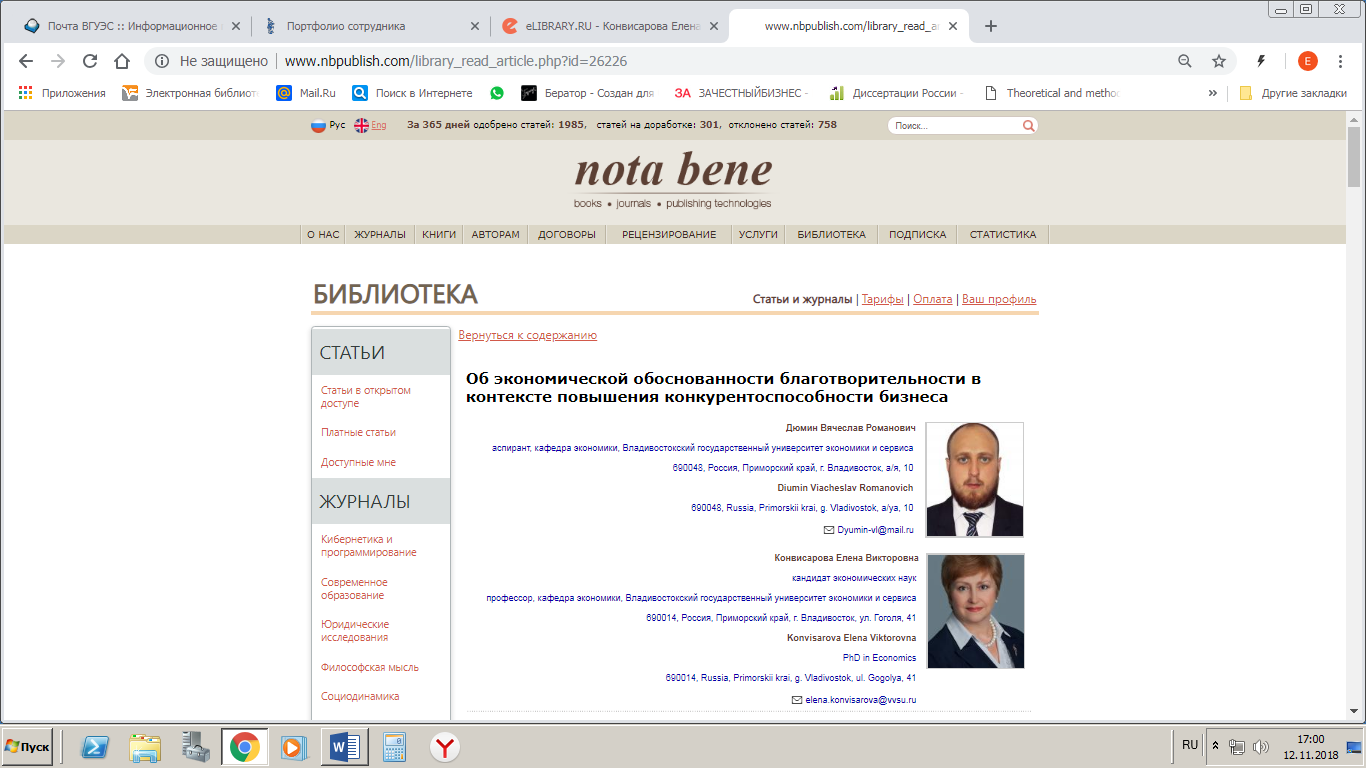 Почта ВГУЭС :: Информационное
Портфолио сотрудника
eLIBRARY.RU - Конвисарова Елена
www.nbpublish.com/library_read_ar
Не защищено | www.nbpublish.com/library_read_article.php?id=26226
E
Приложения
Электронная библиот
Mail.Ru
Поиск в Интернете
Бератор - Создан для
ЗА ЗАЧЕСТНЫЙБИЗНЕС -
Диссертации России -
Theoretical and metho
»
Другие закладки
Рус Eng За 365 дней одобрено статей: 1985, статей на доработке: 301, отклонено статей: 758 Поиск...
nota bene
books • journals • publishing technologies
О НАС ЖУРНАЛЫ КНИГИ АВТОРАМ ДОГОВОРЫ РЕЦЕНЗИРОВАНИЕ УСЛУГИ БИБЛИОТЕКА ПОДПИСКА СТАТИСТИКА
БИБЛИОТЕКА
Статьи и журналы | Тарифы | Оплата | Ваш профиль
СТАТЬИ
Статьи в открытом
доступе
Платные статьи
Доступные мне
ЖУРНАЛЫ
Кибернетика и
программирование
Современное
образование
Юридические
исследования
Философская мысль
Социодинамика
Вернуться к содержанию
Об экономической обоснованности благотворительности в
контексте повышения конкурентоспособности бизнеса
Дюмин Вячеслав Романович
аспирант, кафедра экономики, Владивостокский государственный университет экономики и сервиса
690048, Россия, Приморский край, г. Владивосток, а/я, 10
Diumin Viacheslav Romanovich
690048, Russia, Primorskii krai, g. Vladivostok, a/ya, 10
Dyumin-vl@mail.ru
Конвисарова Елена Викторовна
кандидат экономических наук
профессор, кафедра экономики, Владивостокский государственный университет экономики и сервиса
690014, Россия, Приморский край, г. Владивосток, ул. Гоголя, 41
Konvisarova Elena Viktorovna
PhD in Economics
690014, Russia, Primorskii krai, g. Vladivostok, ul. Gogolya, 41
elena.konvisarova@vvsu.ru
Пуск
RU
17:00
12.11.2018